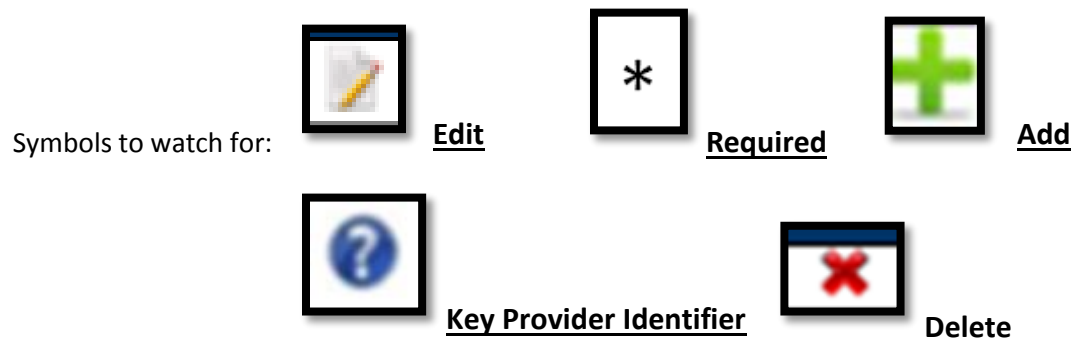 *
Symbols to watch for: Edit Required Add
?
Key Provider Identifier Delete